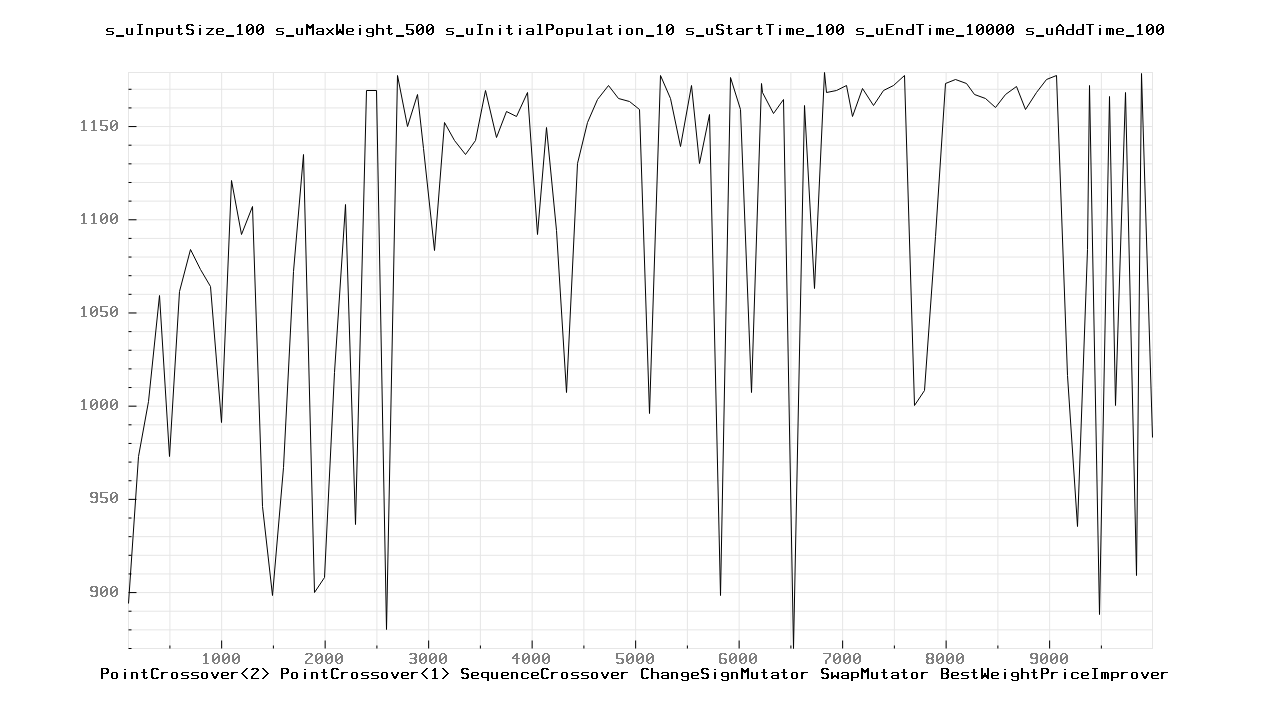 s_uInputSize_100 s_uMaxWeight_500 s_uInitialPopulation_10 s_uStartTime_100 s_uEndTime_10000 s_uAddTime_100
1150
1100
1050
1000
950
900
1000 2000 3000 4000 5000 6000 7000 8000 9000
PointCrossover<2> PointCrossover<1> SequenceCrossover ChangeSignMutator SwapMutator BestWeightPriceImprover